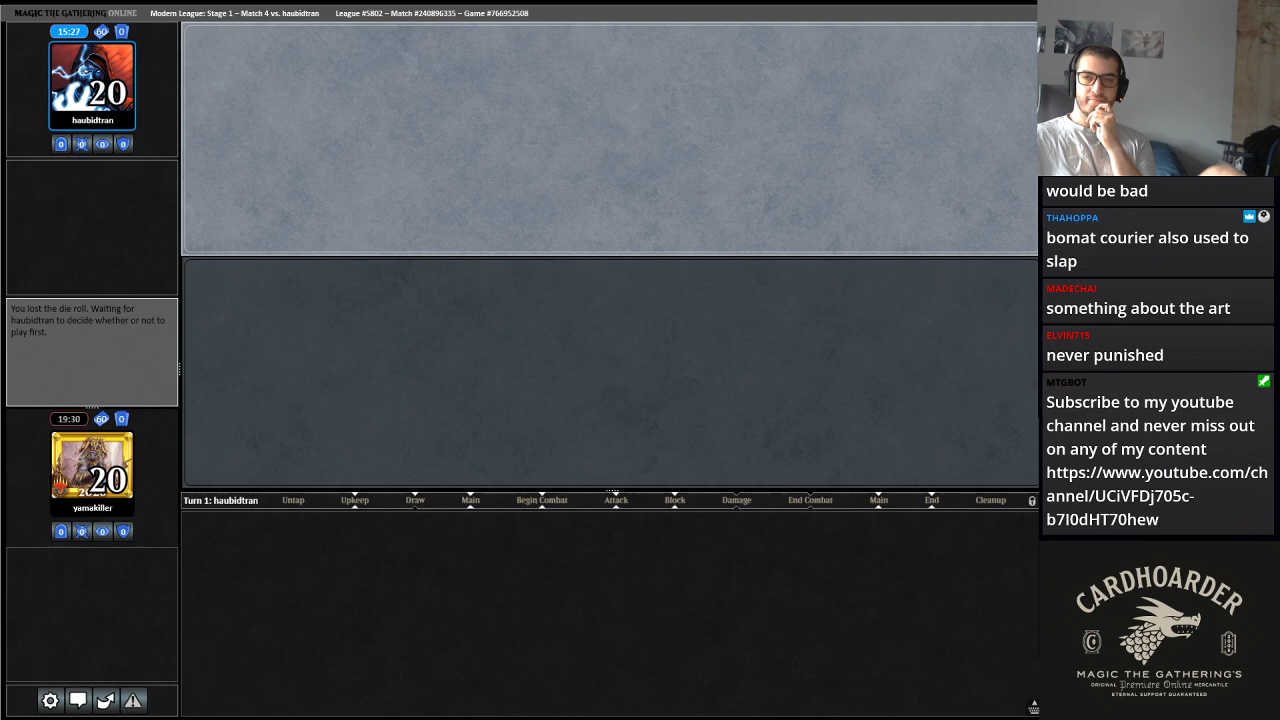 MAGIC THE GATHERING ONLINE Modern League: Stage 1 – Match 4 vs. haubidtran League #5802 – Match #240896335 – Game #766952508
15:27 60 0
20
haubidtran
0 0 0 0
You lost the die roll. Waiting for
haubidtran to decide whether or not to
play first.
19:30 60 0
20
yamakiller
0 0 0 0
Turn 1: haubidtran Untap Upkeep Draw Main Begin Combat Attack Block Damage End Combat Main End Cleanup
would be bad
THAHOPPA
bomat courier also used to
slap
MADECHAI
something about the art
ELVIN715
never punished
MTGBOT
Subscribe to my youtube
channel and never miss out
on any of my content
https://www.youtube.com/ch
annel/UCiVFDj705c-
b7I0dHT70hew
CARDHOARDER
MAGIC THE GATHERING'S
ORIGINAL Premiere Online MERCANTILE
ETERNAL SUPPORT GUARANTEED